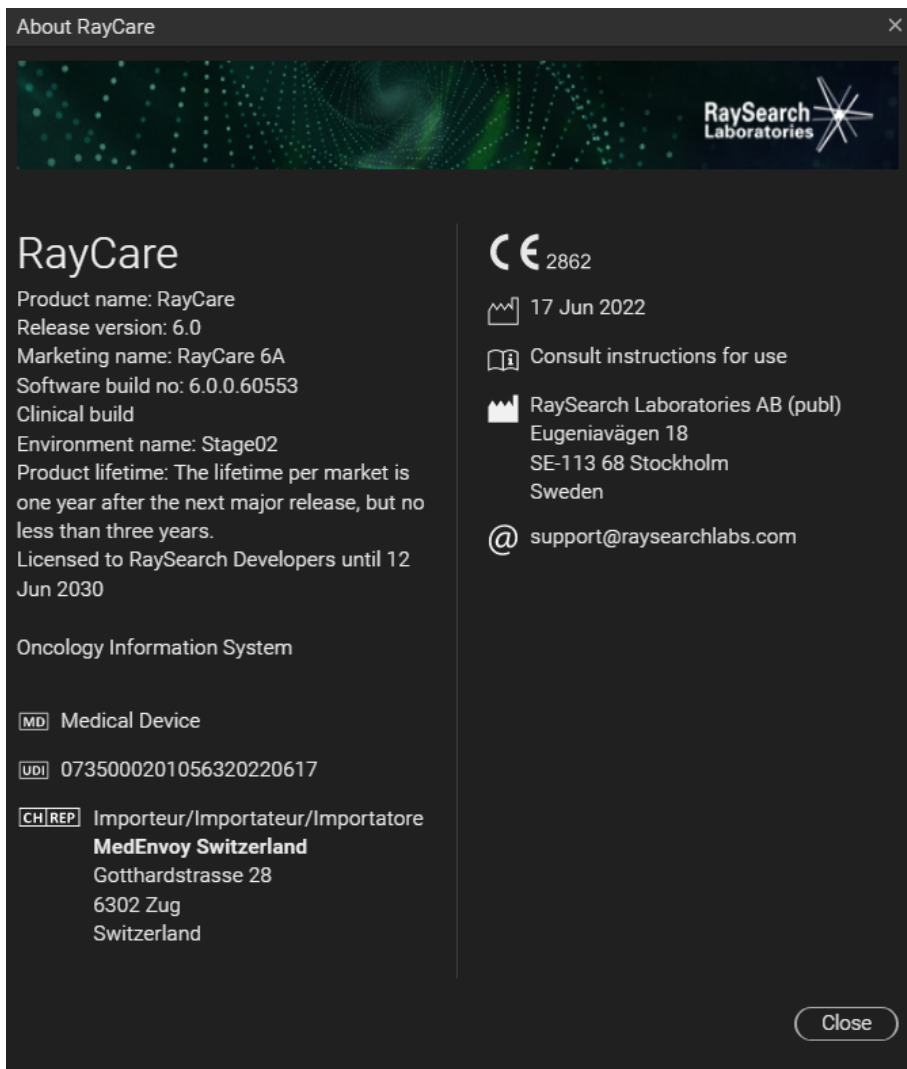 About RayCare
RaySearch
Laboratories
RayCare
Product name: RayCare
Release version: 6.0
Marketing name: RayCare 6A
Software build no: 6.0.0.60553
Clinical build
Environment name: Stage02
Product lifetime: The lifetime per market is
one year after the next major release, but no
less than three years.
Licensed to RaySearch Developers until 12
Jun 2030
Oncology Information System
MD Medical Device
UDI 0735000201056320220617
CH REP Importeur/Importateur/Importatore
MedEnvoy Switzerland
Gotthardstrasse 28
6302 Zug
Switzerland
CE 2862
17 Jun 2022
Consult instructions for use
RaySearch Laboratories AB (publ)
Eugeniavägen 18
SE-113 68 Stockholm
Sweden
@ support@raysearchlabs.com
Close